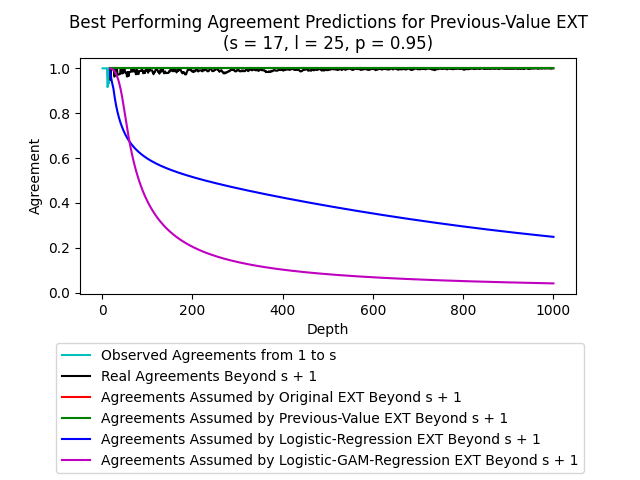 Best Performing Agreement Predictions for Previous-Value EXT
(s = 17, l = 25, p = 0.95)
1.0
0.8
0.6
0.4
0.2
0.0
Agreement
0 200 400 600 800 1000
Depth
Observed Agreements from 1 to s
Real Agreements Beyond s + 1
Agreements Assumed by Original EXT Beyond s + 1
Agreements Assumed by Previous-Value EXT Beyond s + 1
Agreements Assumed by Logistic-Regression EXT Beyond s + 1
Agreements Assumed by Logistic-GAM-Regression EXT Beyond s + 1